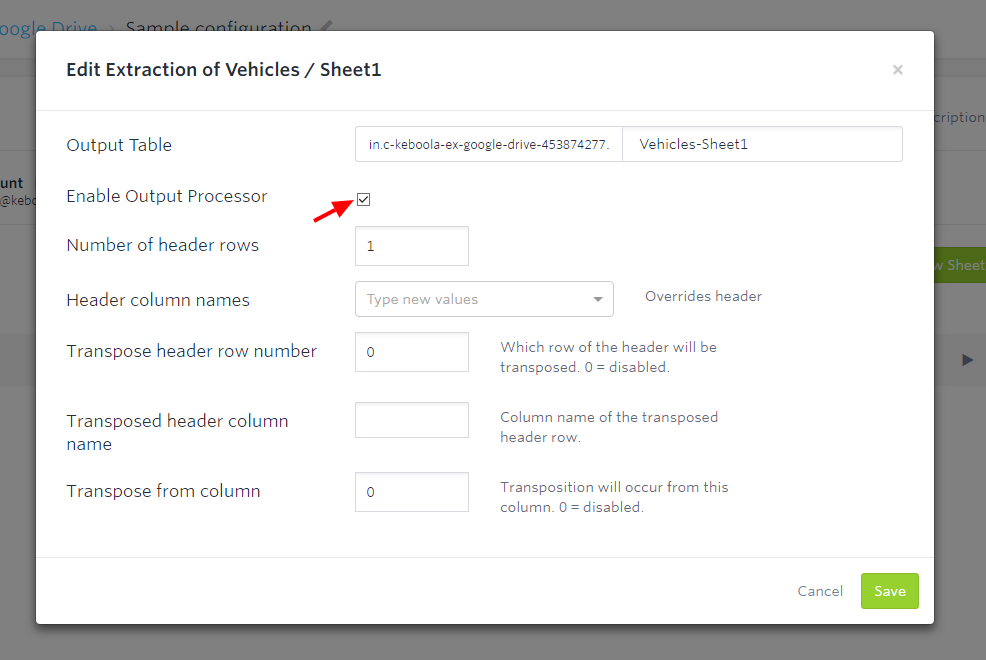 oogle Drive > Sample configuration
Edit Extraction of Vehicles / Sheet1 ×
cription
Output Table in.c-keboola-ex-google-drive-453874277. Vehicles-Sheet1
unt
Enable Output Processor
@kebo
Number of header rows 1
w Sheet
Header column names Type new values Overrides header
Transpose header row number 0 Which row of the header will be
transposed. 0 = disabled.
Transposed header column Column name of the transposed
name header row.
Transpose from column 0 Transposition will occur from this
column. 0 = disabled.
Cancel Save